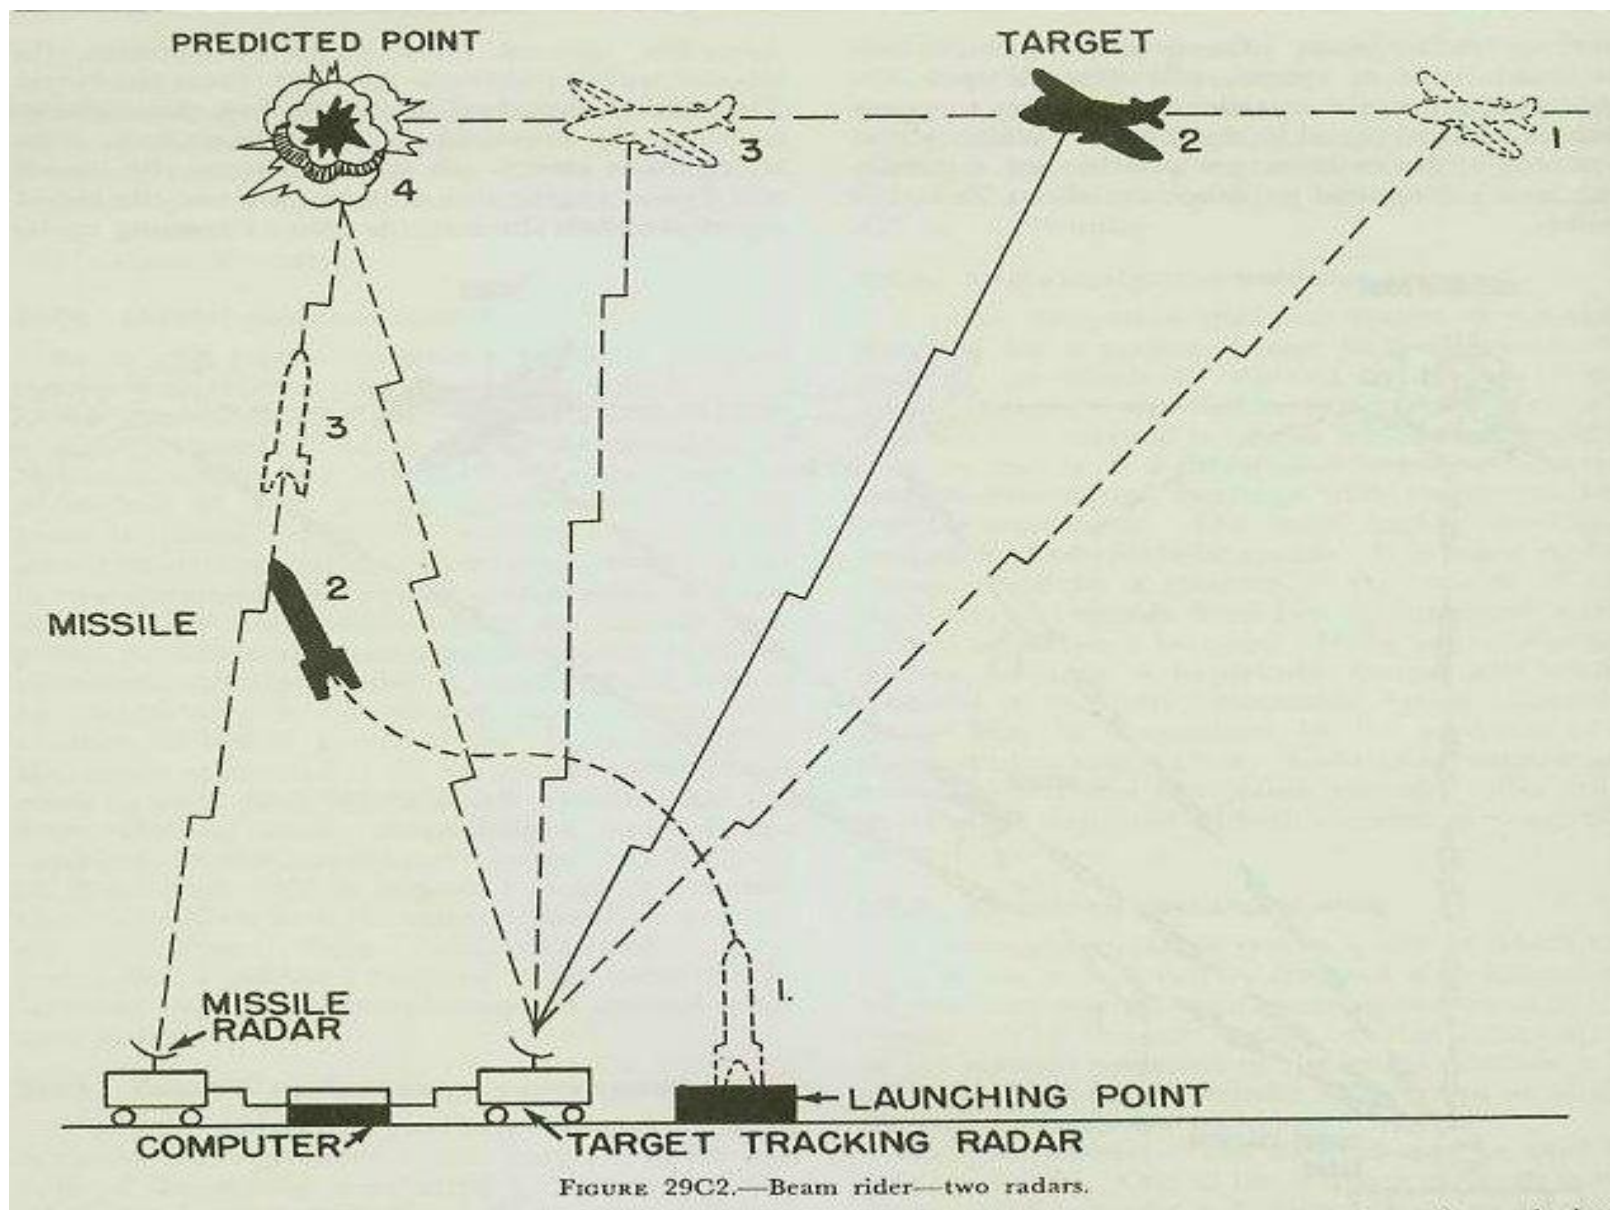 PREDICTED POINT
TARGET
3
2
1
4
3
2
MISSILE
1.
MISSILE
RADAR
LAUNCHING POINT
COMPUTER
TARGET TRACKING RADAR
FIGURE 29C2.—Beam rider—two radars.